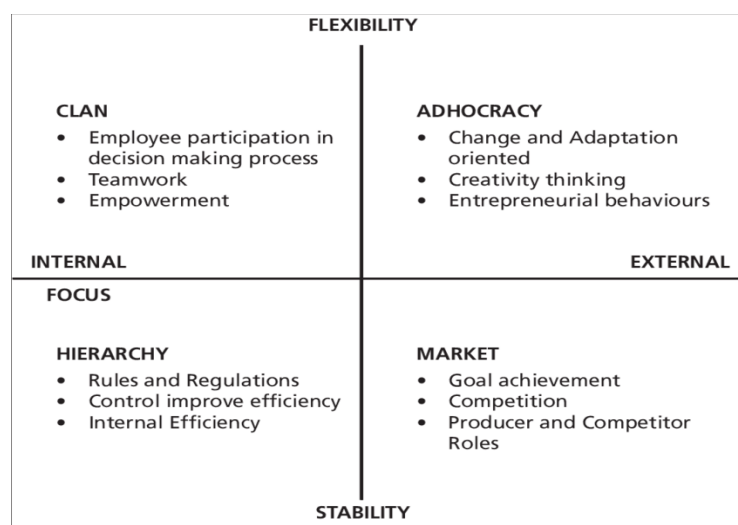 FLEXIBILITY
CLAN
• Employee participation in
decision making process
• Teamwork
• Empowerment
ADHOCRACY
• Change and Adaptation
oriented
• Creativity thinking
• Entrepreneurial behaviours
INTERNAL
EXTERNAL
FOCUS
HIERARCHY
• Rules and Regulations
• Control improve efficiency
• Internal Efficiency
MARKET
• Goal achievement
• Competition
• Producer and Competitor
Roles
STABILITY